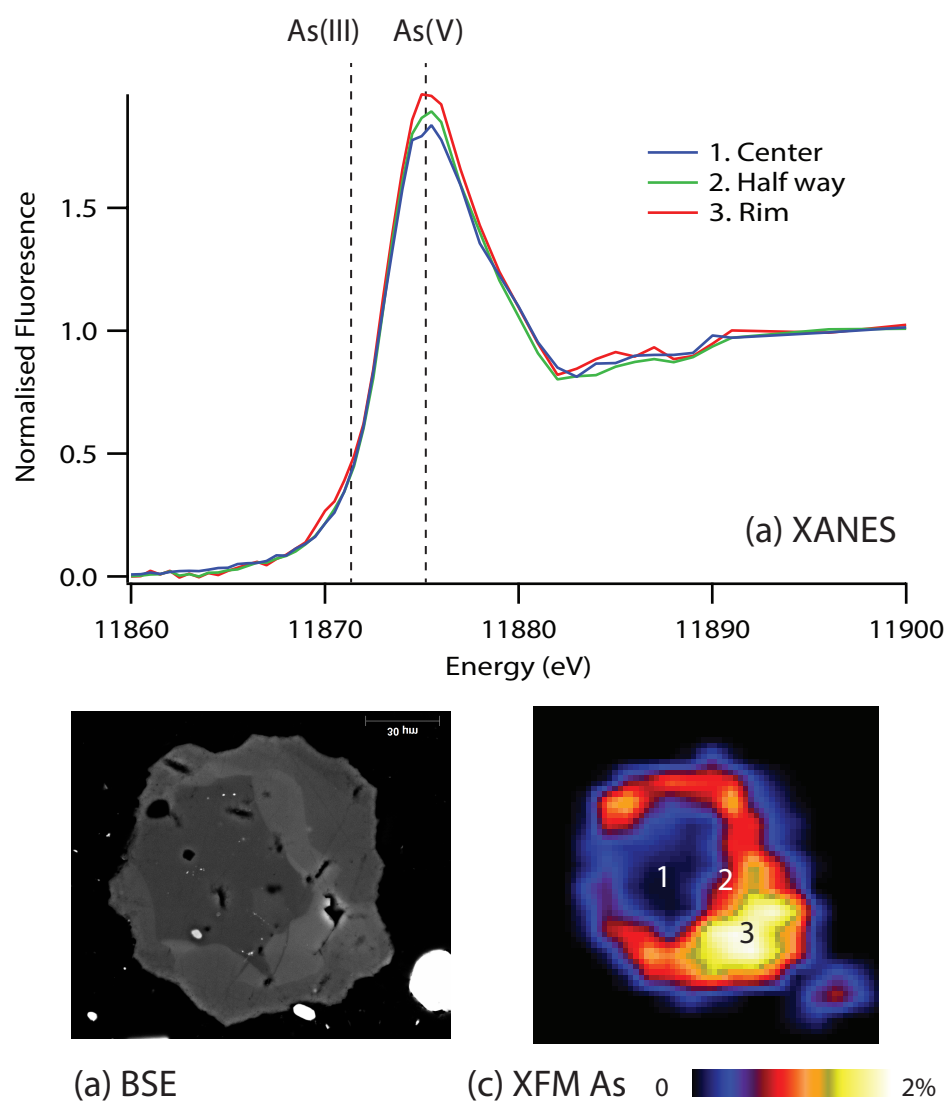 As(III) As(V)
1. Center
2. Half way
3. Rim
Normalised Fluoresence
1.5
1.0
0.5
0.0
(a) XANES
11860 11870 11880 11890 11900
Energy (eV)
30 µm
1
2
3
(a) BSE
(c) XFM As 0 2%